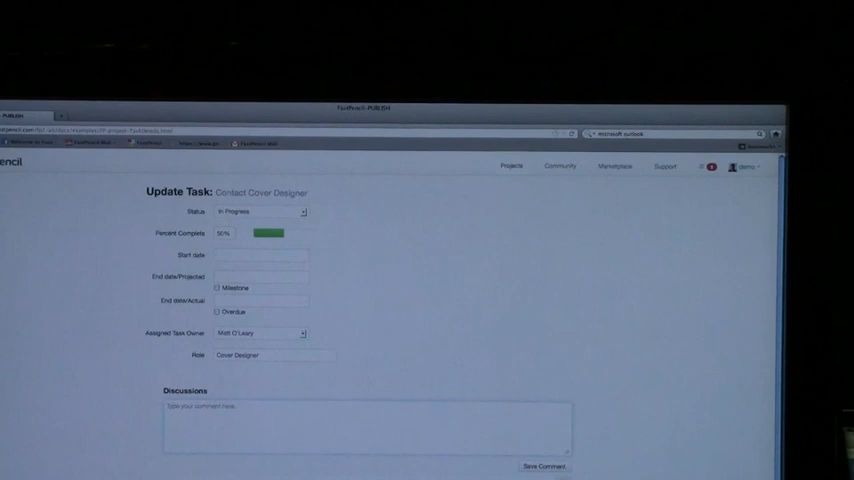 FastPencil-PUBLISH
PUBLISH
microsoft outlook
Bookmarks
encil
Projects Community Marketplace Support demo
Update Task: Contact Cover Designer
Status In Progress
Percent Complete 50%
Start date
End date/Projected
Milestone
End date/Actual
Overdue
Assigned Task Owner Matt O'Leary
Role Cover Designer
Discussions
Type your comment here.
Save Comment